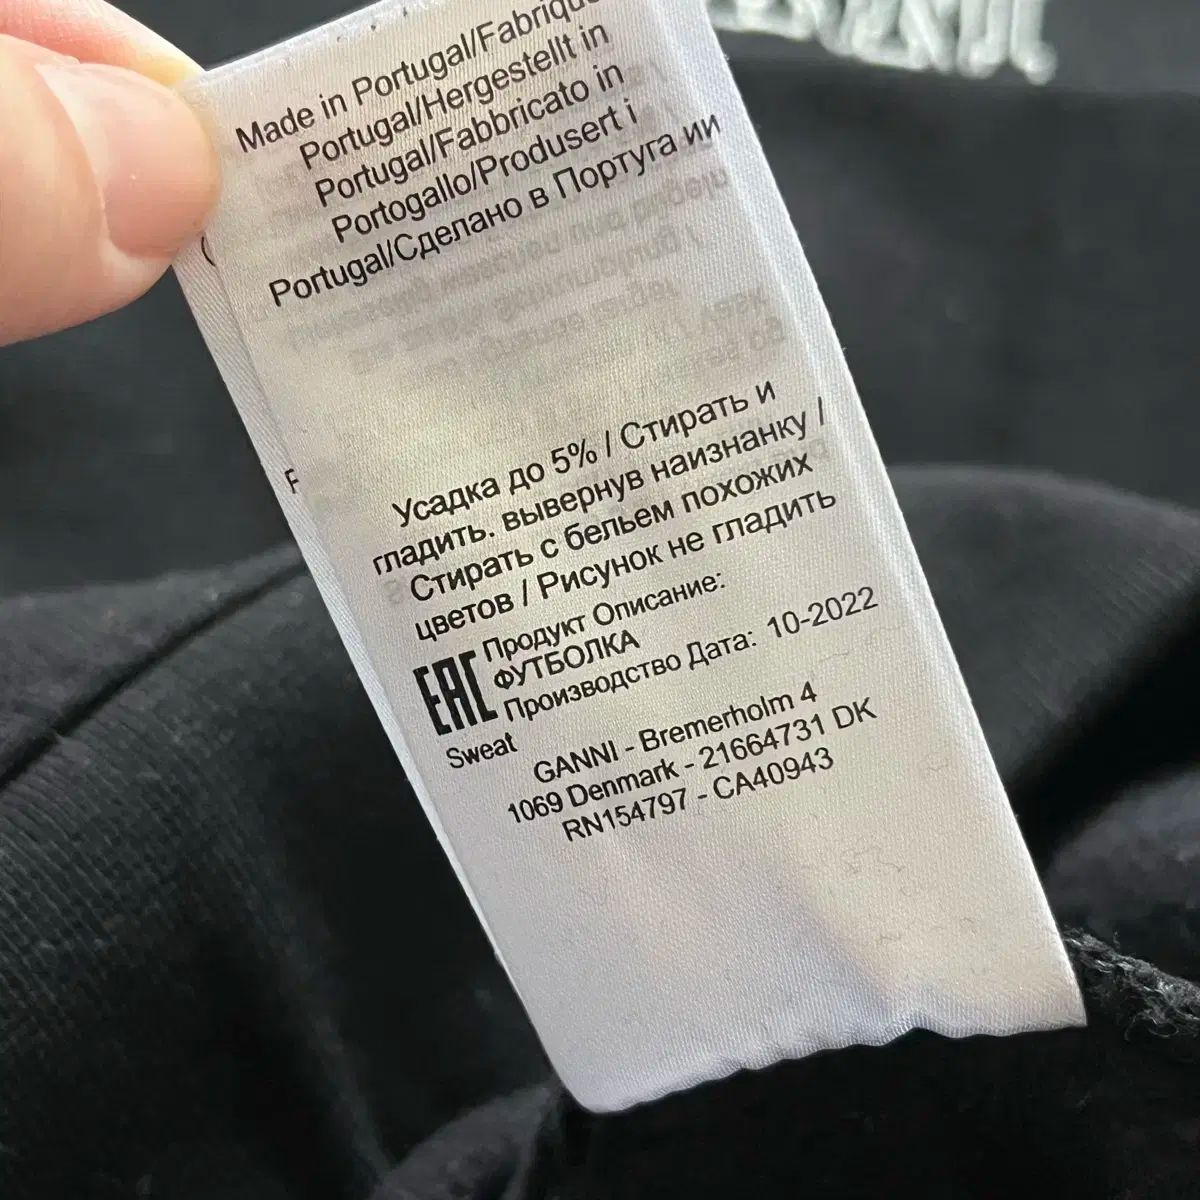 Made in Portugal/Fabriqué
Portugal/Hergestellt in
Portugal/Fabbricato in
Portogallo/Produsert i
Portugal/Сделано в Португа ии
Усадка до 5% / Стирать и
гладить. вывернув наизнанку /
Стирать с бельем похожих
цветов / Рисунок не гладить
EAC Продукт Описание:
ФУТБОЛКА
Производство Дата: 10-2022
Sweat
GANNI - Bremerholm 4
1069 Denmark - 21664731 DK
RN154797 - CA40943